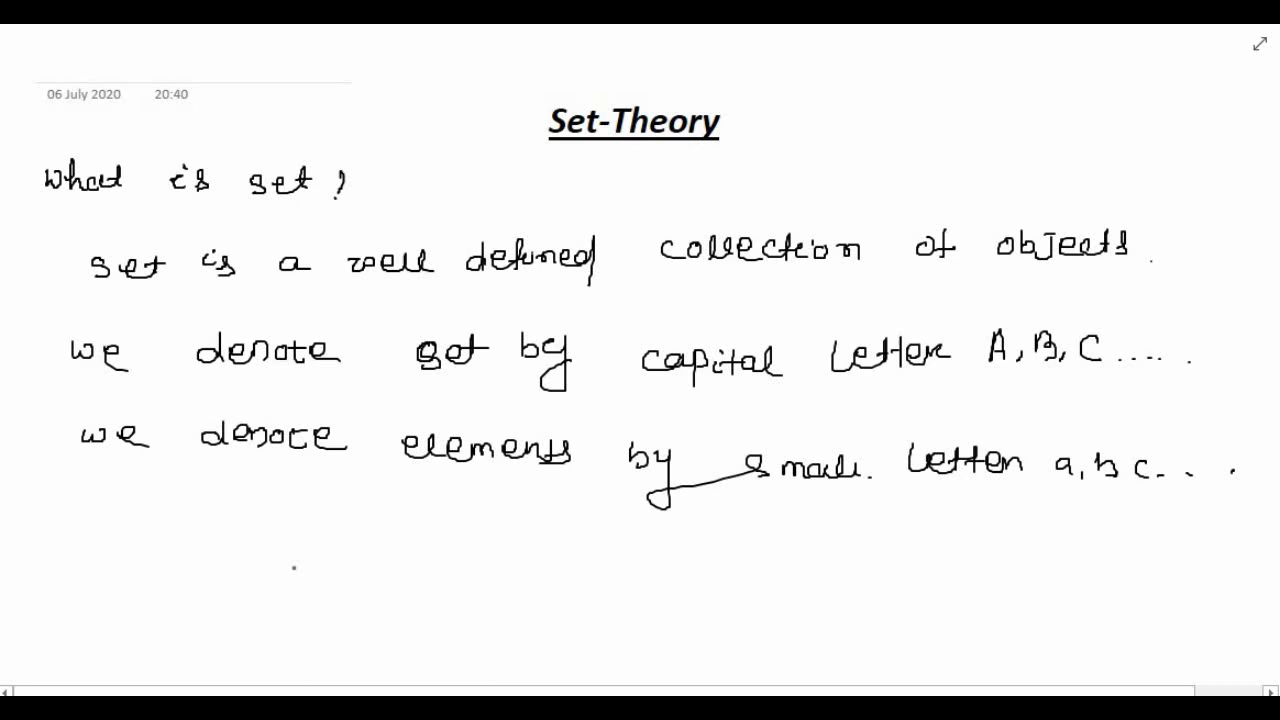 06 July 2020 20:40
Set-Theory
What is set ?
set is a well defined collection of objects.
we denote set by capital letter A, B, C .....
we denote elements by small. letter a, b c- . .